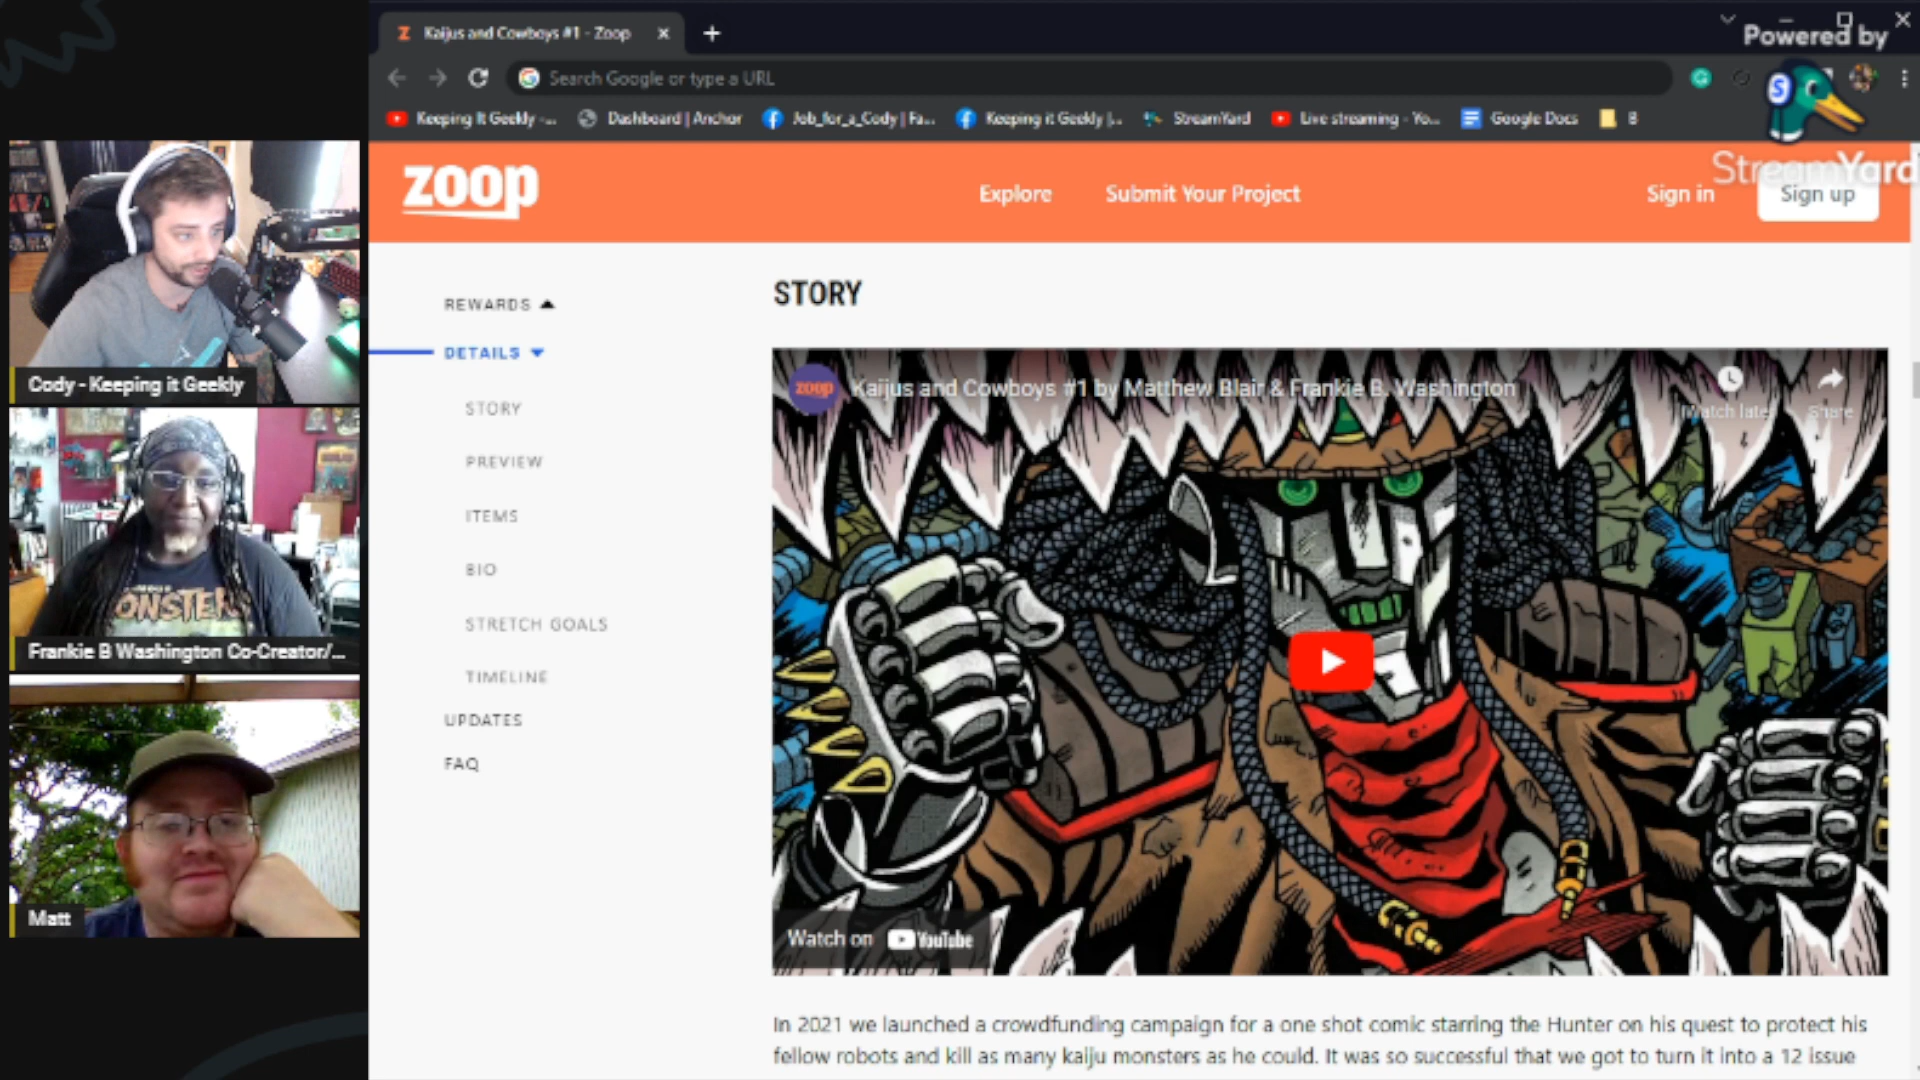 Kaijus and Cowboys #1 - Zoop
Powered by
Search Google or type a URL
S
Keeping It Geekly -...
Dashboard | Anchor
Job_for_a_Cody | Fa...
Keeping it Geekly |...
StreamYard
Live streaming - Yo...
Google Docs
B
StreamYard
zoop
Explore
Submit Your Project
Sign in
Sign up
REWARDS
DETAILS
STORY
PREVIEW
ITEMS
BIO
STRETCH GOALS
TIMELINE
UPDATES
FAQ
STORY
zoop
Kaijus and Cowboys #1 by Matthew Blair & Frankie B. Washington
Watch later
Share
Watch on YouTube
In 2021 we launched a crowdfunding campaign for a one shot comic starring the Hunter on his quest to protect his
fellow robots and kill as many kaiju monsters as he could. It was so successful that we got to turn it into a 12 issue
Cody - Keeping it Geekly
Frankie B Washington Co-Creator/...
Matt